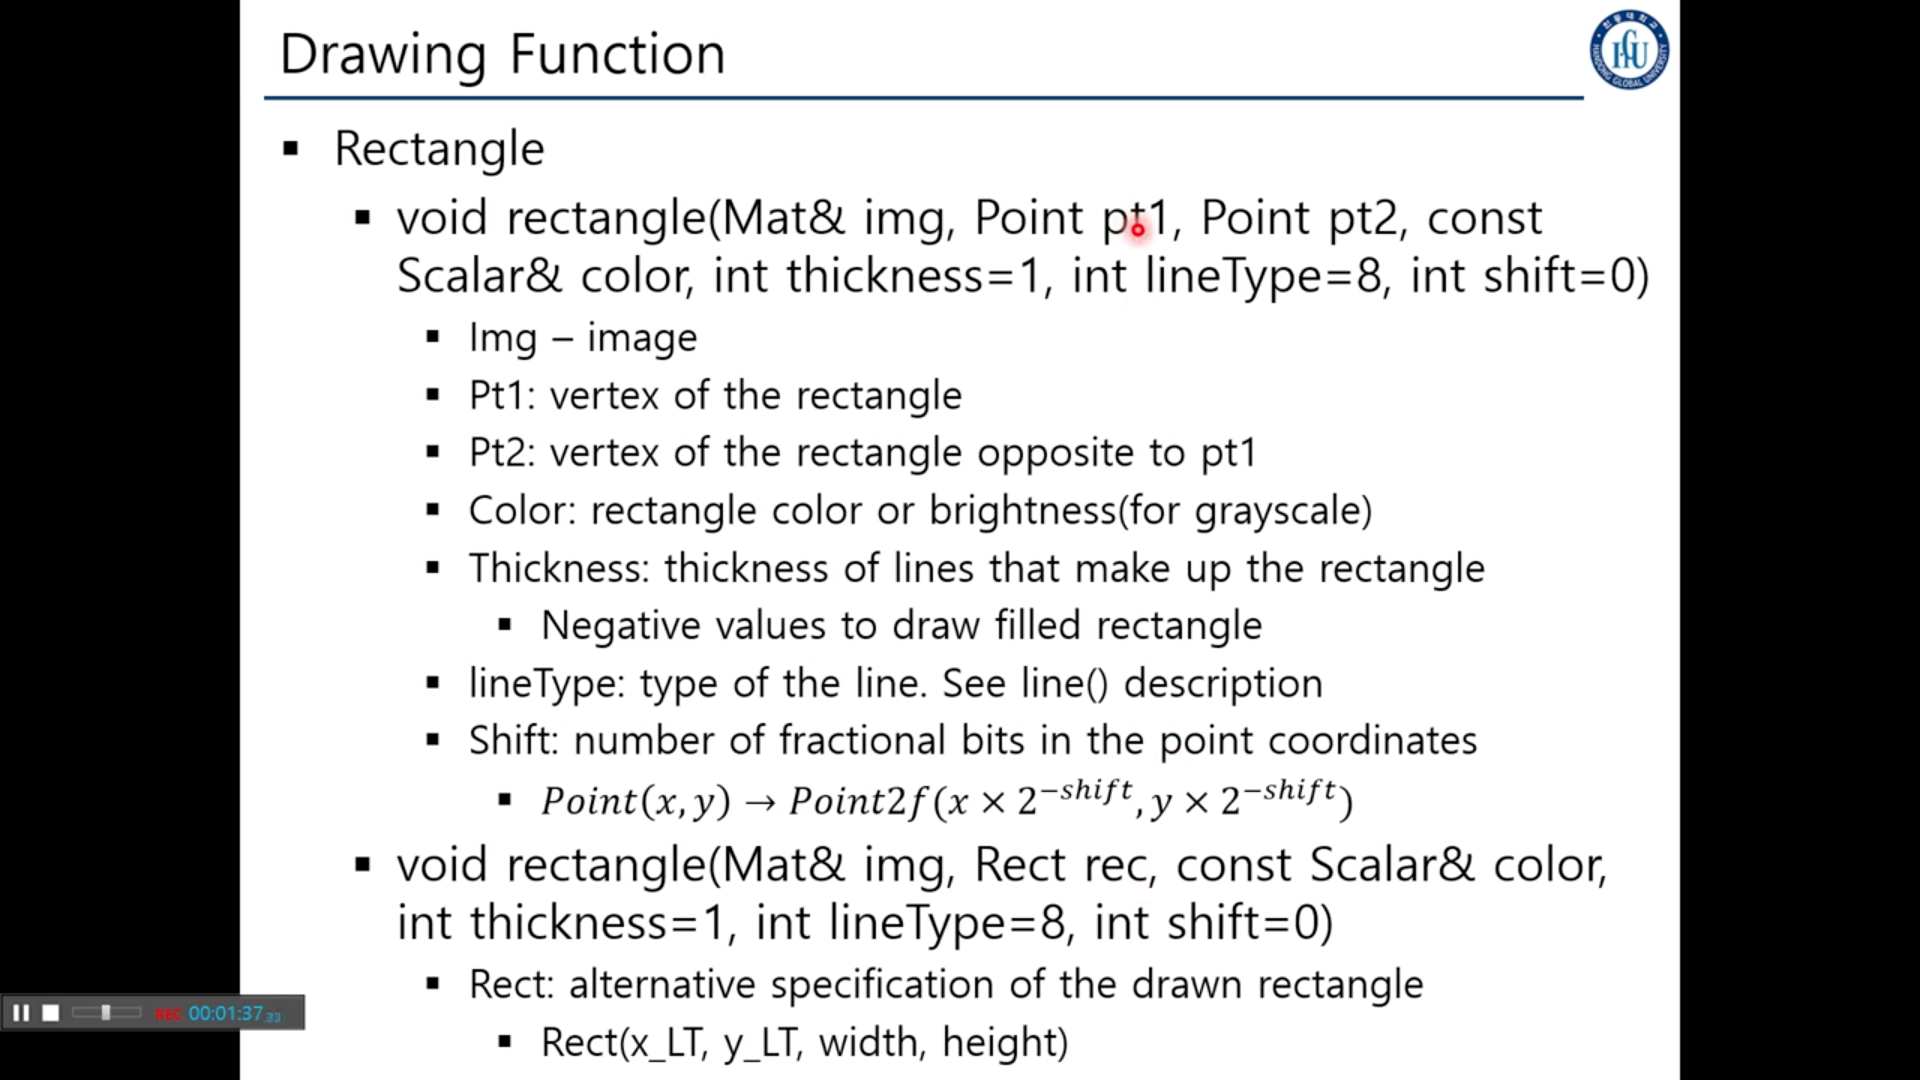 Drawing Function
한동대학교
HANDONG GLOBAL UNIVERSITY
HGU
▪ Rectangle
▪ void rectangle(Mat& img, Point pt1, Point pt2, const
Scalar& color, int thickness=1, int lineType=8, int shift=0)
▪ Img – image
▪ Pt1: vertex of the rectangle
▪ Pt2: vertex of the rectangle opposite to pt1
▪ Color: rectangle color or brightness(for grayscale)
▪ Thickness: thickness of lines that make up the rectangle
▪ Negative values to draw filled rectangle
▪ lineType: type of the line. See line() description
▪ Shift: number of fractional bits in the point coordinates
▪ Point(x, y) → Point2f(x × 2^{−shift}, y × 2^{−shift})
▪ void rectangle(Mat& img, Rect rec, const Scalar& color,
int thickness=1, int lineType=8, int shift=0)
▪ Rect: alternative specification of the drawn rectangle
▪ Rect(x_LT, y_LT, width, height)
REC 00:01:37.33